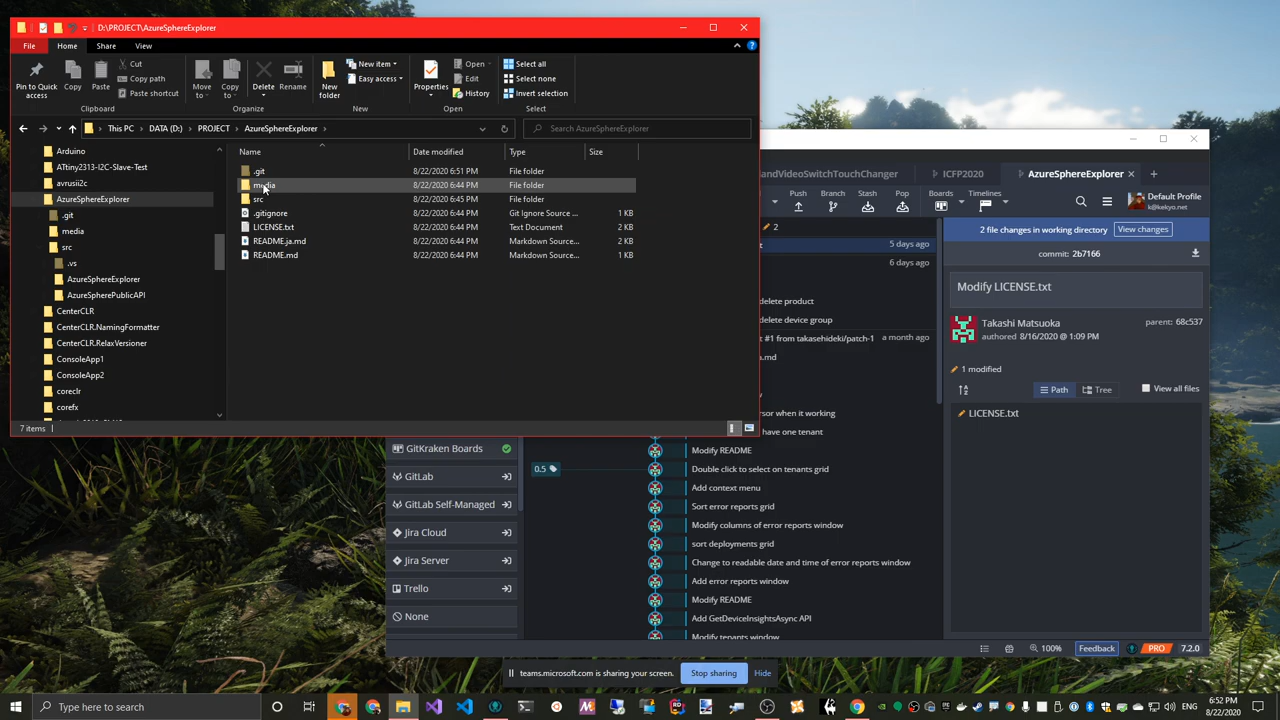 D:\PROJECT\AzureSphereExplorer
File Home Share View
Pin to Quick access
Copy
Paste
Cut
Copy path
Paste shortcut
Move to
Copy to
Delete
Rename
New folder
New item
Easy access
Properties
Open
Edit
History
Select all
Select none
Invert selection
Clipboard Organize New Open Select
This PC DATA (D:) PROJECT AzureSphereExplorer
Search AzureSphereExplorer
Arduino
ATtiny2313-I2C-Slave-Test
avrusii2c
AzureSphereExplorer
.git
media
src
.vs
AzureSphereExplorer
AzureSpherePublicAPI
CenterCLR
CenterCLR.NamingFormatter
CenterCLR.RelaxVersioner
ConsoleApp1
ConsoleApp2
coreclr
corefx
Name Date modified Type Size
.git 8/22/2020 6:51 PM File folder
media 8/22/2020 6:44 PM File folder
src 8/22/2020 6:45 PM File folder
.gitignore 8/22/2020 6:44 PM Git Ignore Source ... 1 KB
LICENSE.txt 8/22/2020 6:44 PM Text Document 2 KB
README.ja.md 8/22/2020 6:44 PM Markdown Source... 1 KB
README.md 8/22/2020 6:44 PM Markdown Source... 1 KB
7 items
andVideoSwitchTouchChanger ICFP2020 AzureSphereExplorer
Push Branch Stash Pop Boards Timelines
Default Profile
k@kekyo.net
2
5 days ago
6 days ago
delete product
delete device group
t #1 from takasehideki/patch-1 a month ago
a.md
rsor when it working
have one tenant
Modify README
0.5 Double click to select on tenants grid
Add context menu
Sort error reports grid
Modify columns of error reports window
sort deployments grid
Change to readable date and time of error reports window
Add error reports window
Modify README
Add GetDeviceInsightsAsync API
Modify tenants window
GitKraken Boards
GitLab
GitLab Self-Managed
Jira Cloud
Jira Server
Trello
None
2 file changes in working directory View changes
commit: 2b7166
Modify LICENSE.txt
Takashi Matsuoka
authored 8/16/2020 @ 1:09 PM
parent: 68c537
1 modified
Path Tree View all files
LICENSE.txt
100% Feedback PRO 7.2.0
teams.microsoft.com is sharing your screen. Stop sharing Hide
Type here to search
6:52 PM
8/22/2020